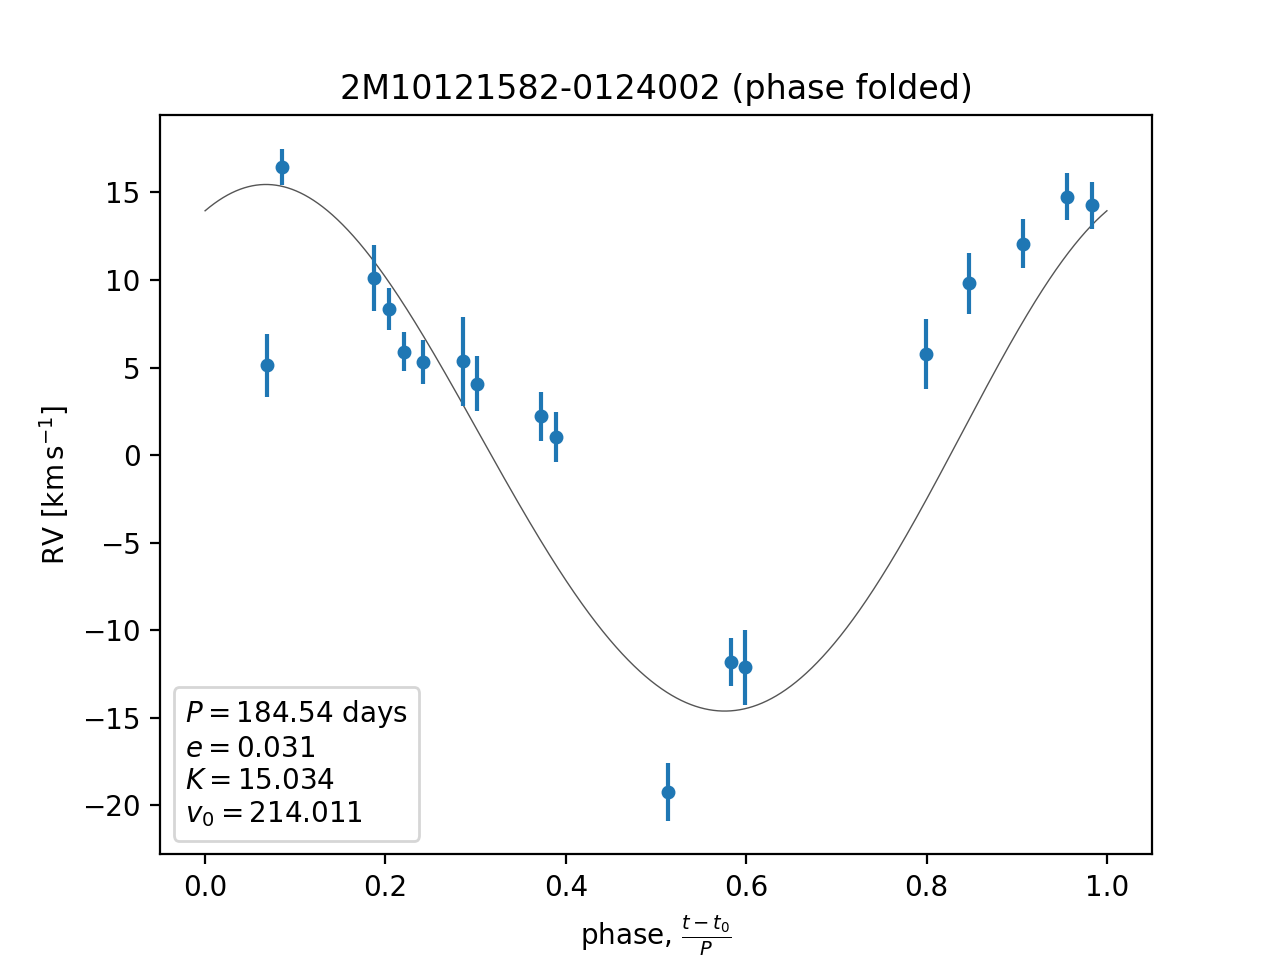 2M10121582-0124002 (phase folded)
15
10
5
0
−5
−10
−15
−20
RV [km s⁻¹]
P = 184.54 days
e = 0.031
K = 15.034
v₀ = 214.011
0.0 0.2 0.4 0.6 0.8 1.0
phase, (t − t₀)/P